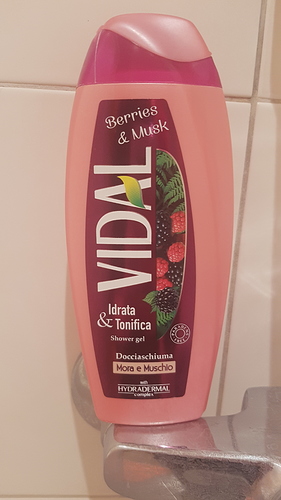 Berries
& Musk
VIDAL
Idrata
& Tonifica
Shower gel
Docciaschiuma
Mora e Muschio
with
HYDRADERMAL
complex